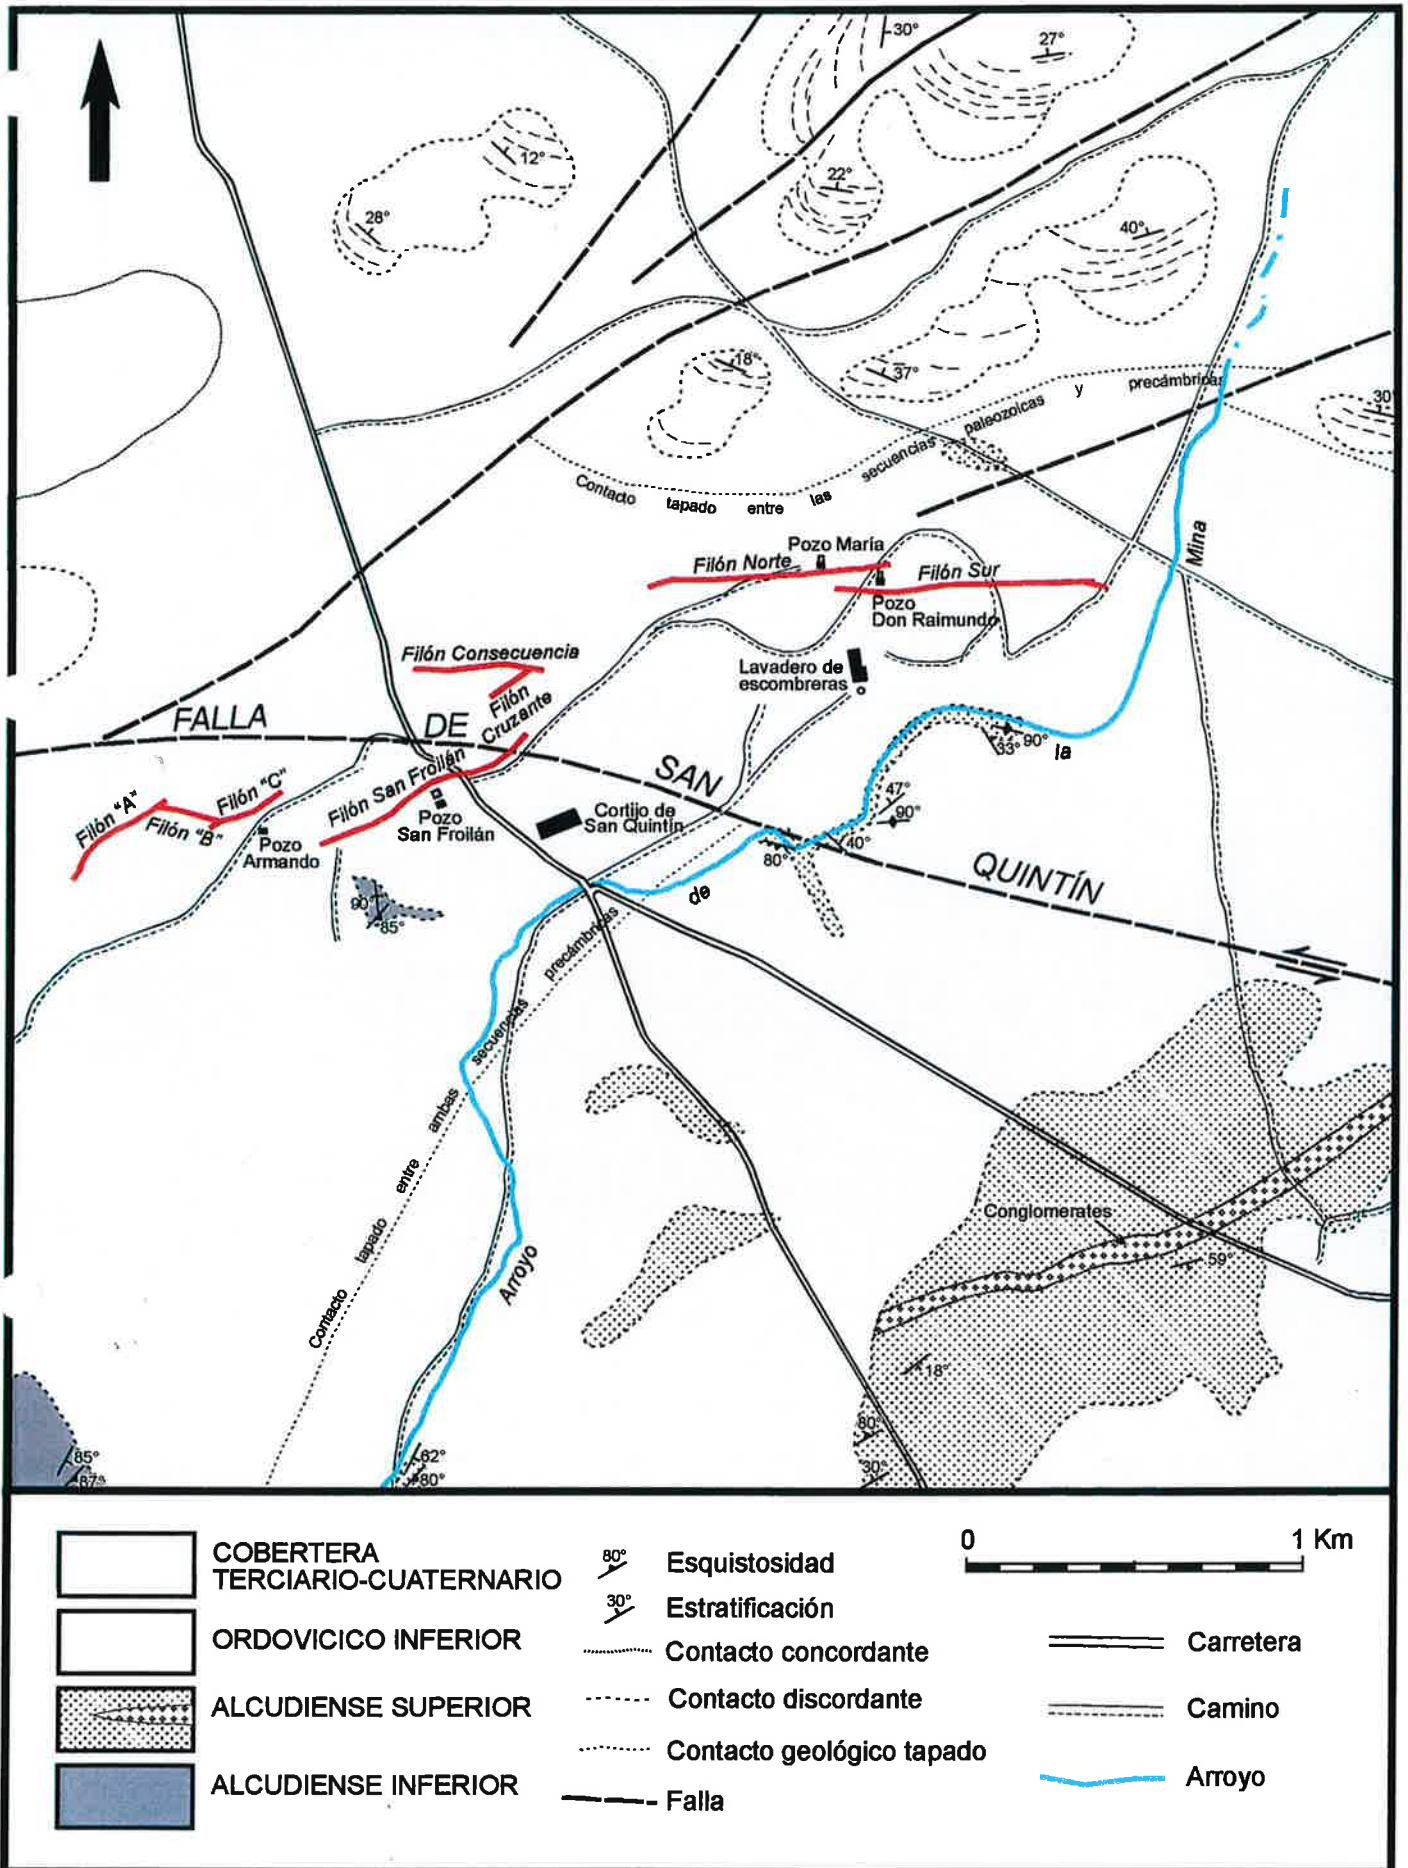 30°
27°
12°
22°
28°
40°
18°
37°
30°
Contacto tapado entre las secuencias paleozoicas y precámbricas
Mina
Pozo María
Filón Norte
Filón Sur
Pozo
Don Raimundo
Filón Consecuencia
Lavadero de
escombreras
Filón
Cruzante
FALLA DE SAN QUINTÍN
33° 90°
la
47°
90°
Filón San Froilán
Filón "A"
Filón "B"
Filón "C"
Pozo
San Froilán
Cortijo de
San Quintín
Pozo
Armando
80°
40°
de
90°
85°
Contacto tapado entre ambas secuencias precámbricas
Arroyo
Conglomerates
59°
18°
80°
30°
62°
80°
85°
87°
COBERTERA
TERCIARIO-CUATERNARIO
ORDOVICICO INFERIOR
ALCUDIENSE SUPERIOR
ALCUDIENSE INFERIOR
80° Esquistosidad
30° Estratificación
Contacto concordante
Contacto discordante
Contacto geológico tapado
Falla
0 1 Km
Carretera
Camino
Arroyo